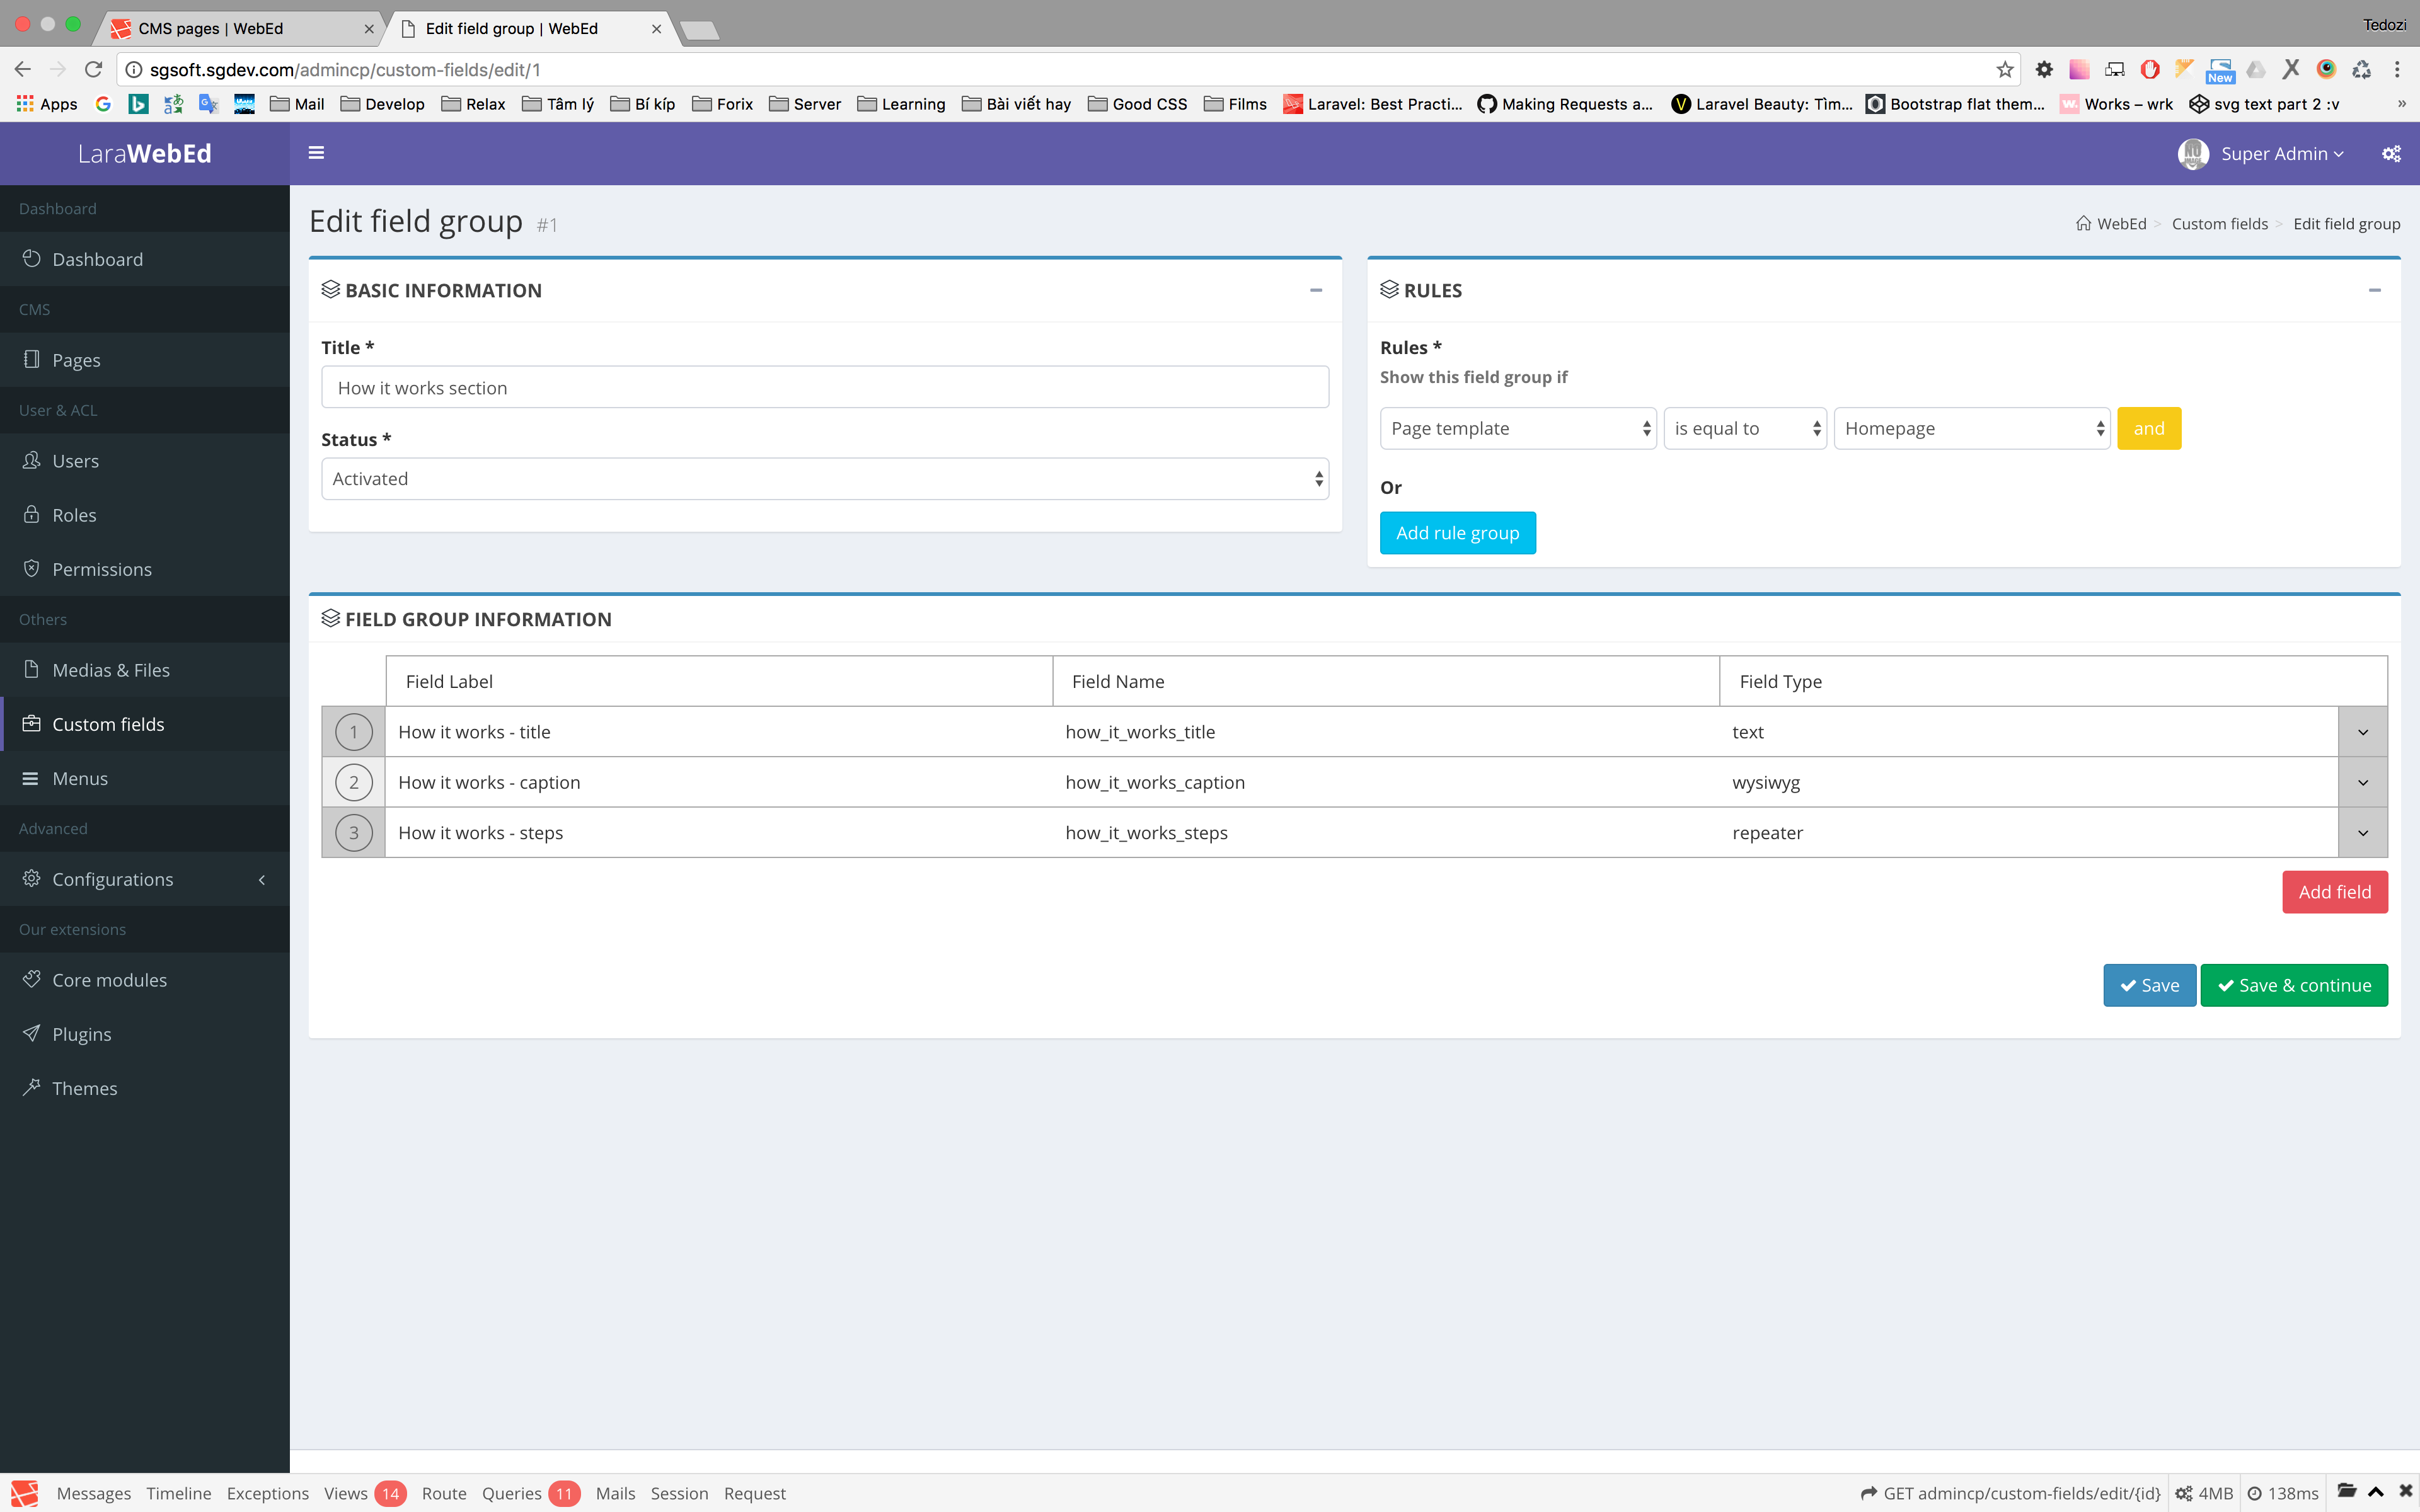 CMS pages | WebEd
Edit field group | WebEd
Tedozi
sgsoft.sgdev.com/admincp/custom-fields/edit/1
New
Apps Mail Develop Relax Tâm lý Bí kíp Forix Server Learning Bài viết hay Good CSS Films Laravel: Best Practi... Making Requests a... Laravel Beauty: Tìm... Bootstrap flat them... Works – wrk svg text part 2 :v »
LaraWebEd
Super Admin
Dashboard
Dashboard
CMS
Pages
User & ACL
Users
Roles
Permissions
Others
Medias & Files
Custom fields
Menus
Advanced
Configurations
Our extensions
Core modules
Plugins
Themes
Edit field group #1
WebEd > Custom fields > Edit field group
BASIC INFORMATION
Title *
How it works section
Status *
Activated
RULES
Rules *
Show this field group if
Page template is equal to Homepage and
Or
Add rule group
FIELD GROUP INFORMATION
Field Label Field Name Field Type
1 How it works - title how_it_works_title text
2 How it works - caption how_it_works_caption wysiwyg
3 How it works - steps how_it_works_steps repeater
Add field
Save Save & continue
Messages Timeline Exceptions Views 14 Route Queries 11 Mails Session Request GET admincp/custom-fields/edit/{id} 4MB 138ms